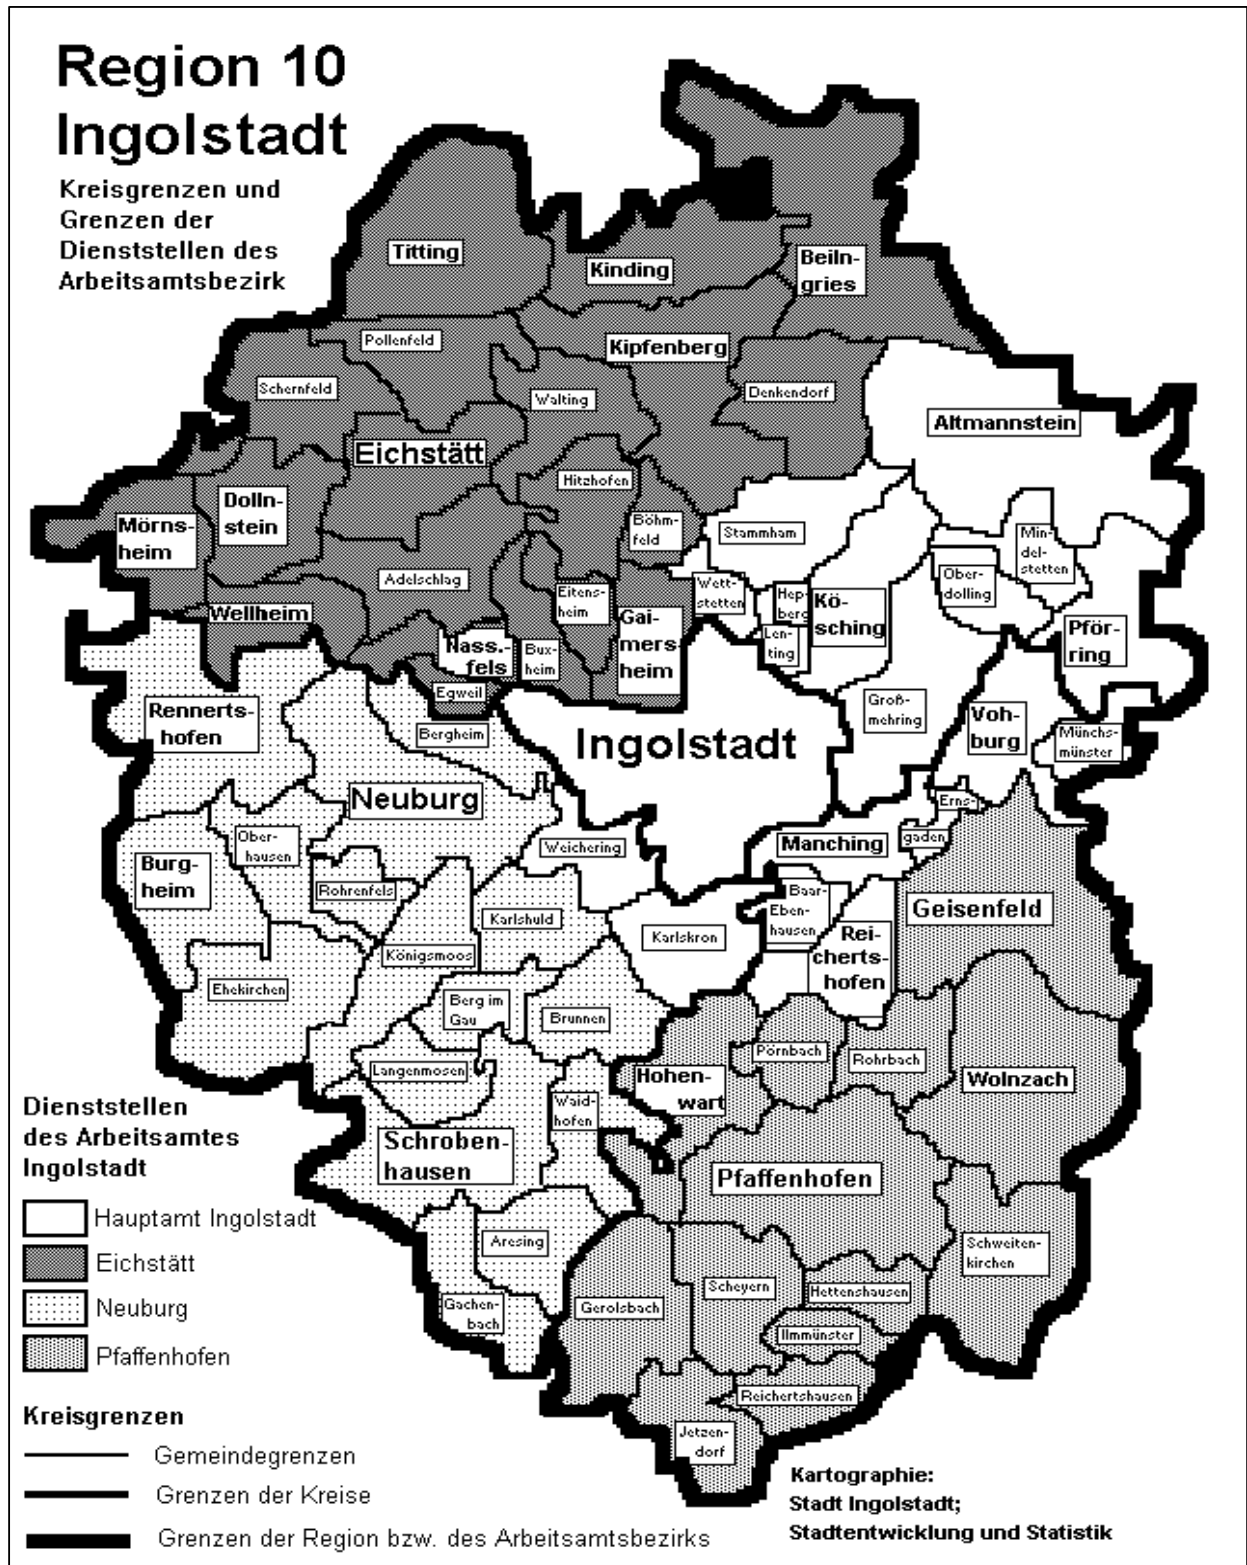 Region 10
Ingolstadt
Kreisgrenzen und
Grenzen der
Dienststellen des
Arbeitsamtsbezirk
Titting
Kinding
Beiln-
gries
Pollenfeld
Kipfenberg
Schernfeld
Walting
Denkendorf
Altmannstein
Eichstätt
Hitzhofen
Dolln-
stein
Mörns-
heim
Böhm-
feld
Stammham
Min-
del-
stetten
Adelschlag
Eitens-
heim
Wett-
stetten
Hep-
berg
Kö-
sching
Ober-
dolling
Wellheim
Gai-
mers-
heim
Len-
ting
Pför-
ring
Nass.-
fels
Bux-
heim
Egweil
Rennerts-
hofen
Bergheim
Ingolstadt
Groß-
mehring
Voh-
burg
Münchs-
münster
Neuburg
Erns-
gaden
Ober-
hausen
Weichering
Manching
Burg-
heim
Rohrenfels
Baar-
Eben-
hausen
Geisenfeld
Karlshuld
Karlskron
Rei-
cherts-
hofen
Königsmoos
Ehekirchen
Berg im
Gau
Brunnen
Pörnbach
Rohrbach
Langenmosen
Hohen-
wart
Wolnzach
Waid-
hofen
Schroben-
hausen
Pfaffenhofen
Aresing
Schweiten-
kirchen
Gachen-
bach
Gerolsbach
Scheyern
Hettenshausen
Ilmmünster
Reichertshausen
Jetzen-
dorf
Dienststellen
des Arbeitsamtes
Ingolstadt
Hauptamt Ingolstadt
Eichstätt
Neuburg
Pfaffenhofen
Kreisgrenzen
Gemeindegrenzen
Grenzen der Kreise
Grenzen der Region bzw. des Arbeitsamtsbezirks
Kartographie:
Stadt Ingolstadt;
Stadtentwicklung und Statistik